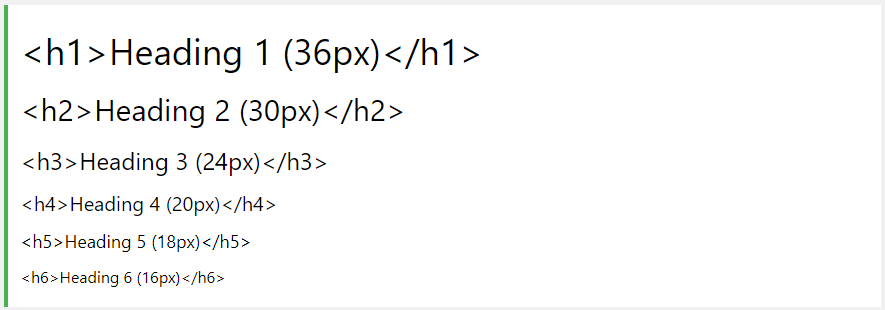 <h1>Heading 1 (36px)</h1>
<h2>Heading 2 (30px)</h2>
<h3>Heading 3 (24px)</h3>
<h4>Heading 4 (20px)</h4>
<h5>Heading 5 (18px)</h5>
<h6>Heading 6 (16px)</h6>